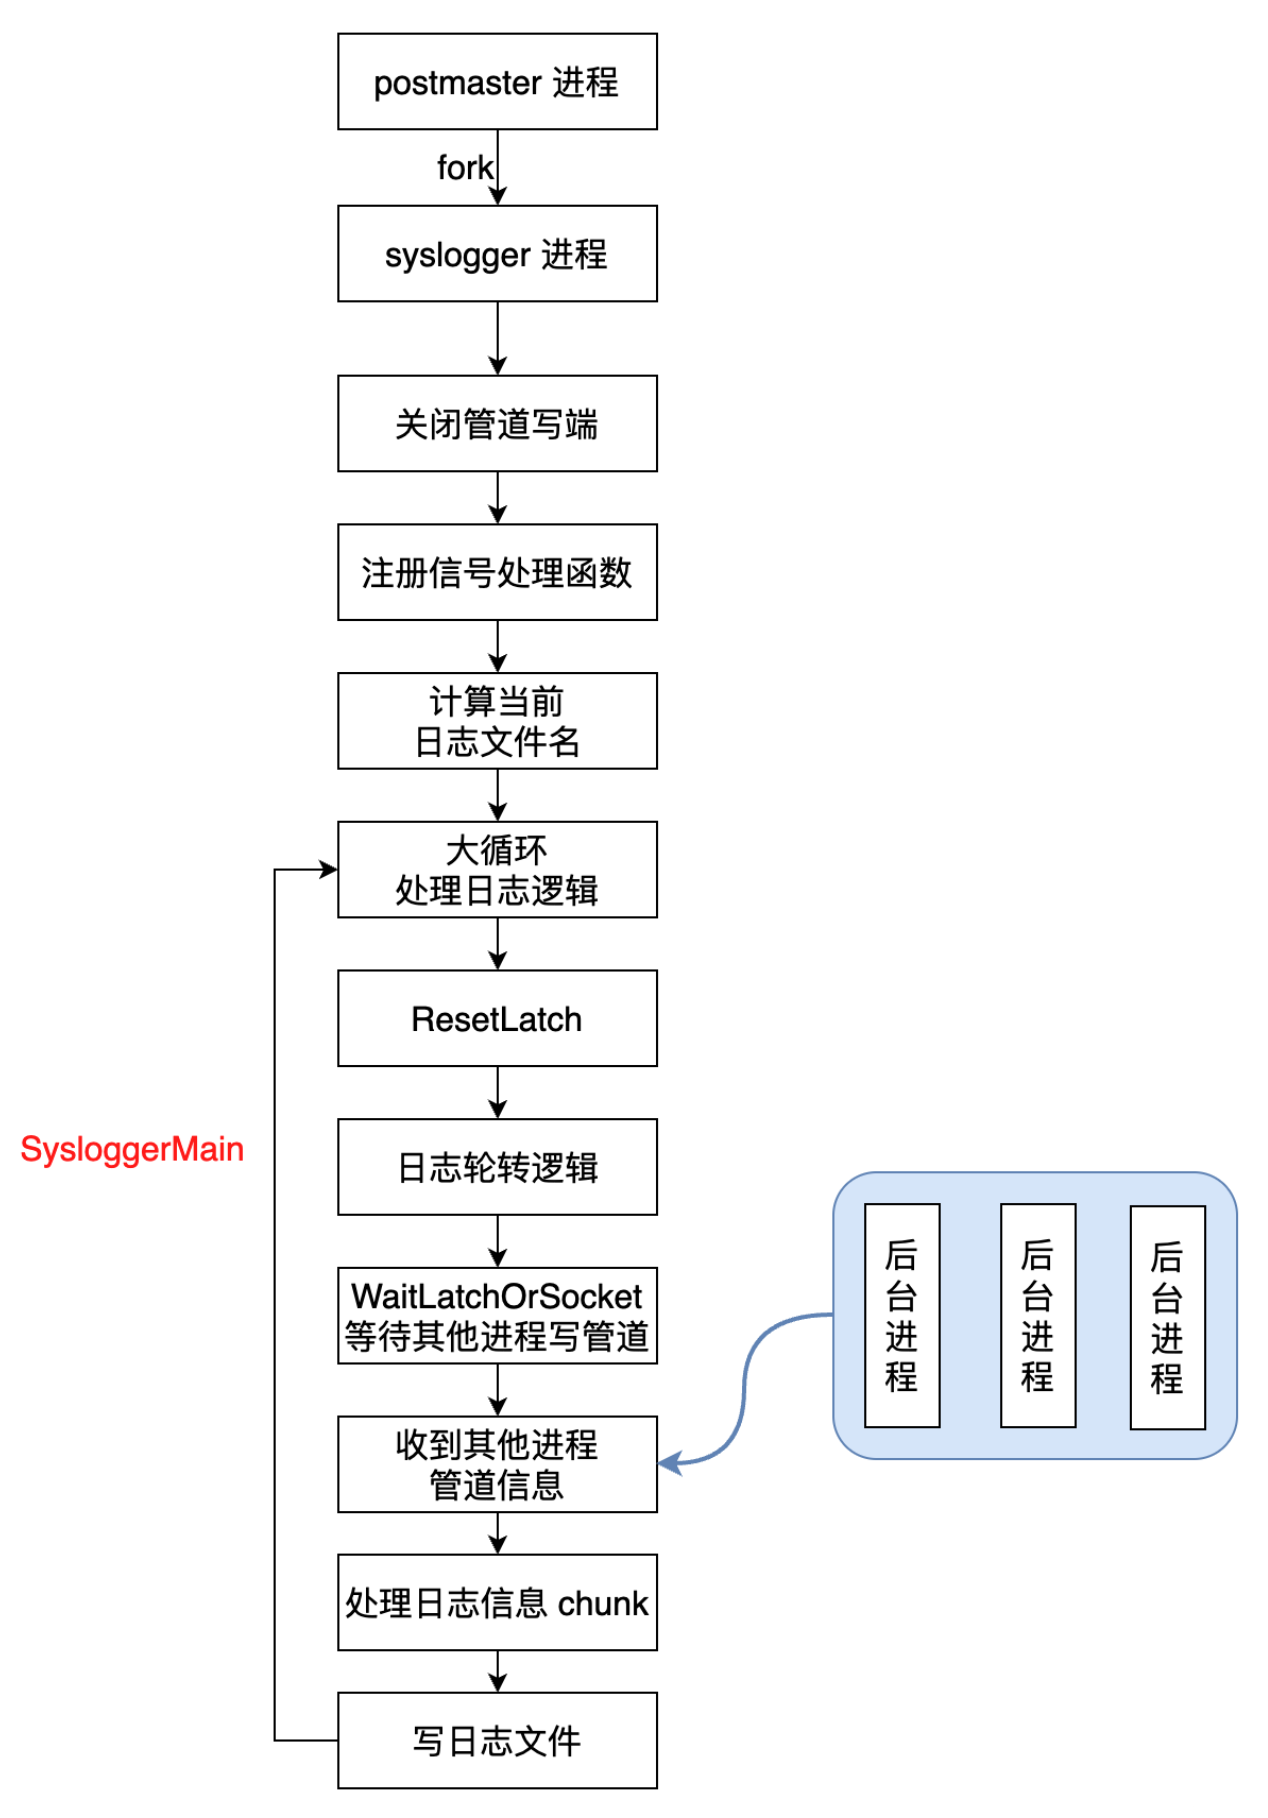 postmaster 进程
fork
syslogger 进程
关闭管道写端
注册信号处理函数
计算当前
日志文件名
大循环
处理日志逻辑
ResetLatch
SysloggerMain
日志轮转逻辑
WaitLatchOrSocket
等待其他进程写管道
后台进程
后台进程
后台进程
收到其他进程
管道信息
处理日志信息 chunk
写日志文件